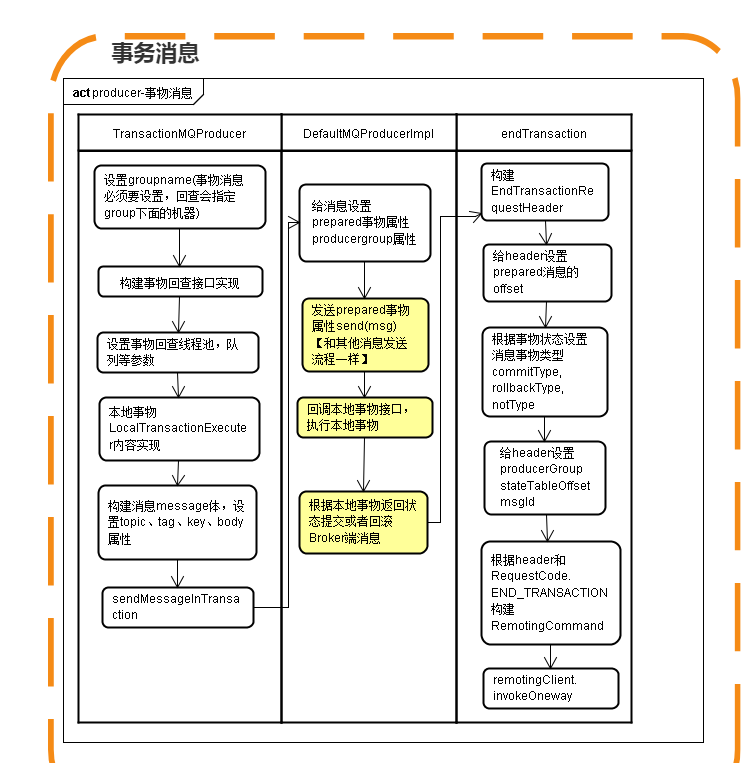 事务消息
act producer-事物消息
TransactionMQProducer
设置groupname(事物消息
必须要设置，回查会指定
group下面的机器)
构建事物回查接口实现
设置事物回查线程池，队
列等参数
本地事物
LocalTransactionExecute
r内容实现
构建消息message体，设
置topic、tag、key、body
属性
sendMessageInTransa
ction
DefaultMQProducerImpl
给消息设置
prepared事物属性
producergroup属性
发送prepared事物
属性send(msg)
【和其他消息发送
流程一样】
回调本地事物接口，
执行本地事物
根据本地事物返回状
态提交或者回滚
Broker端消息
endTransaction
构建
EndTransactionRe
questHeader
给header设置
prepared消息的
offset
根据事物状态设置
消息事物类型
commitType,
rollbackType,
notType
给header设置
producerGroup
stateTableOffset
msgId
根据header和
RequestCode.
END_TRANSACTION
构建
RemotingCommand
remotingClient.
invokeOneway